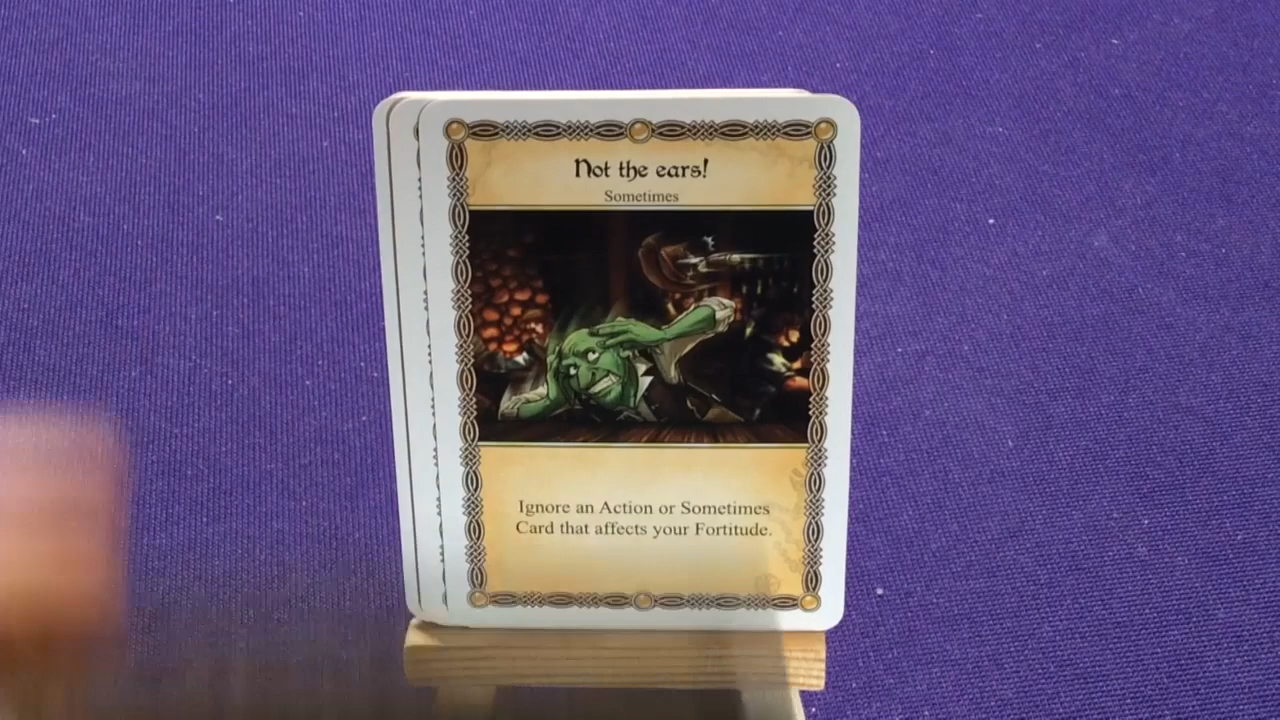 Not the ears!
Sometimes
Ignore an Action or Sometimes
Card that affects your Fortitude.